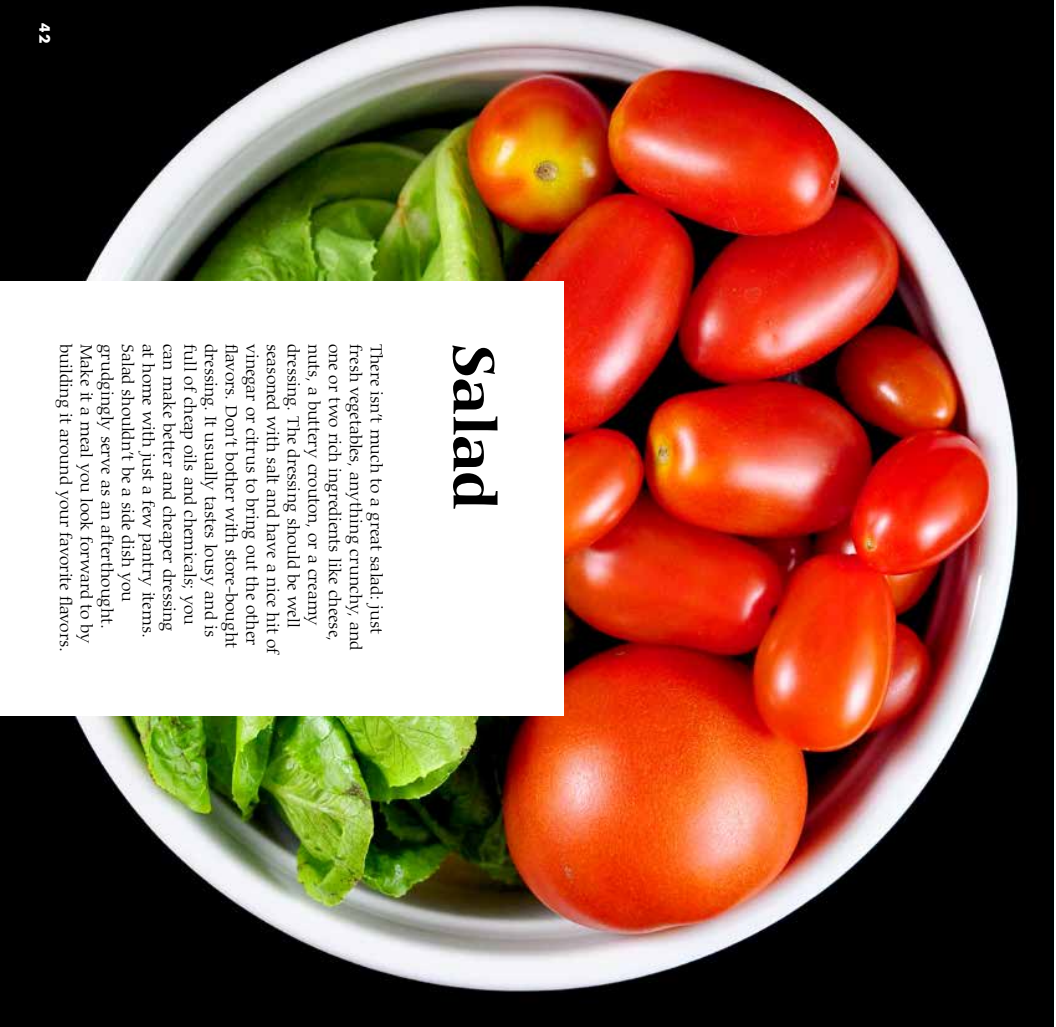 Salad
There isn't much to a great salad: just
fresh vegetables, anything crunchy, and
one or two rich ingredients like cheese,
nuts, a buttery crouton, or a creamy
dressing. The dressing should be well
seasoned with salt and have a nice hit of
vinegar or citrus to bring out the other
flavors. Don't bother with store-bought
dressing. It usually tastes lousy and is
full of cheap oils and chemicals; you
can make better and cheaper dressing
at home with just a few pantry items.
Salad shouldn't be a side dish you
grudgingly serve as an afterthought.
Make it a meal you look forward to by
building it around your favorite flavors.
42